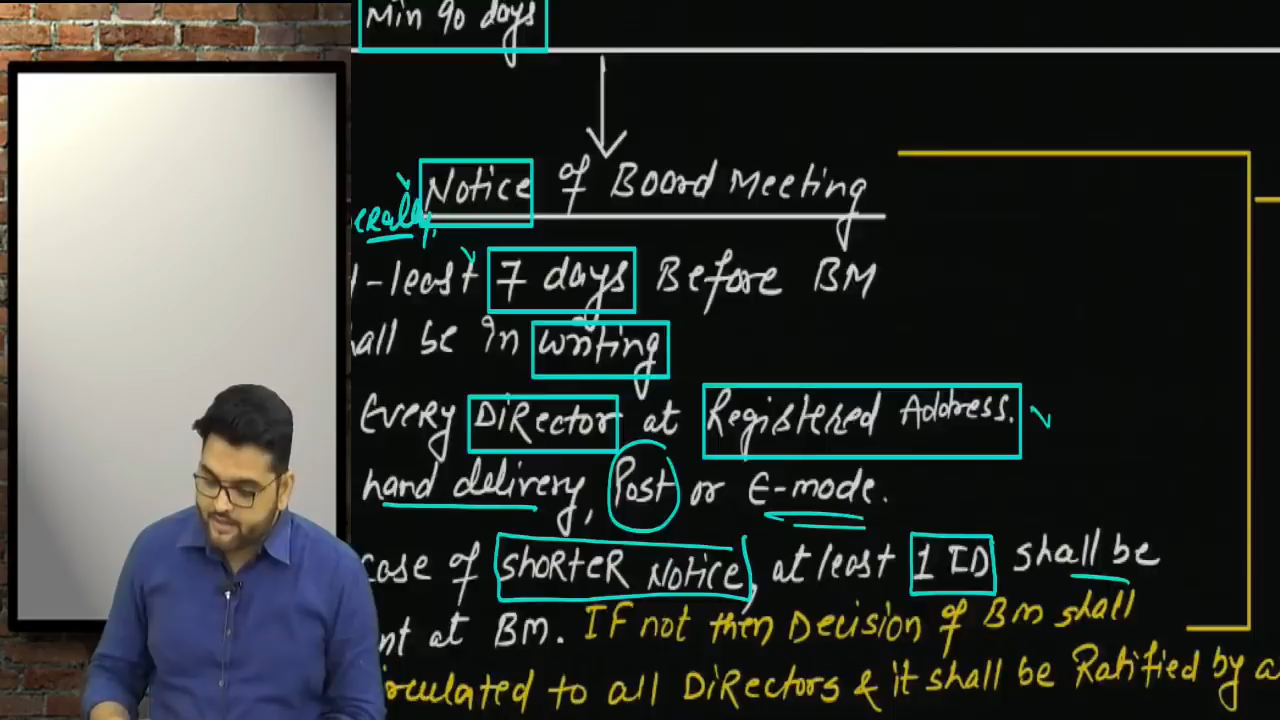 Min 90 days
Notice of Board Meeting
erally,
t-least 7 days Before BM
hall be in writing
Every Director at Registered Address.
hand delivery, Post or E-mode.
case of shorter Notice, at least 1 ID shall be
nt at BM. IF not then Decision of Bm shall
irculated to all Directors & it shall be Ratified by a